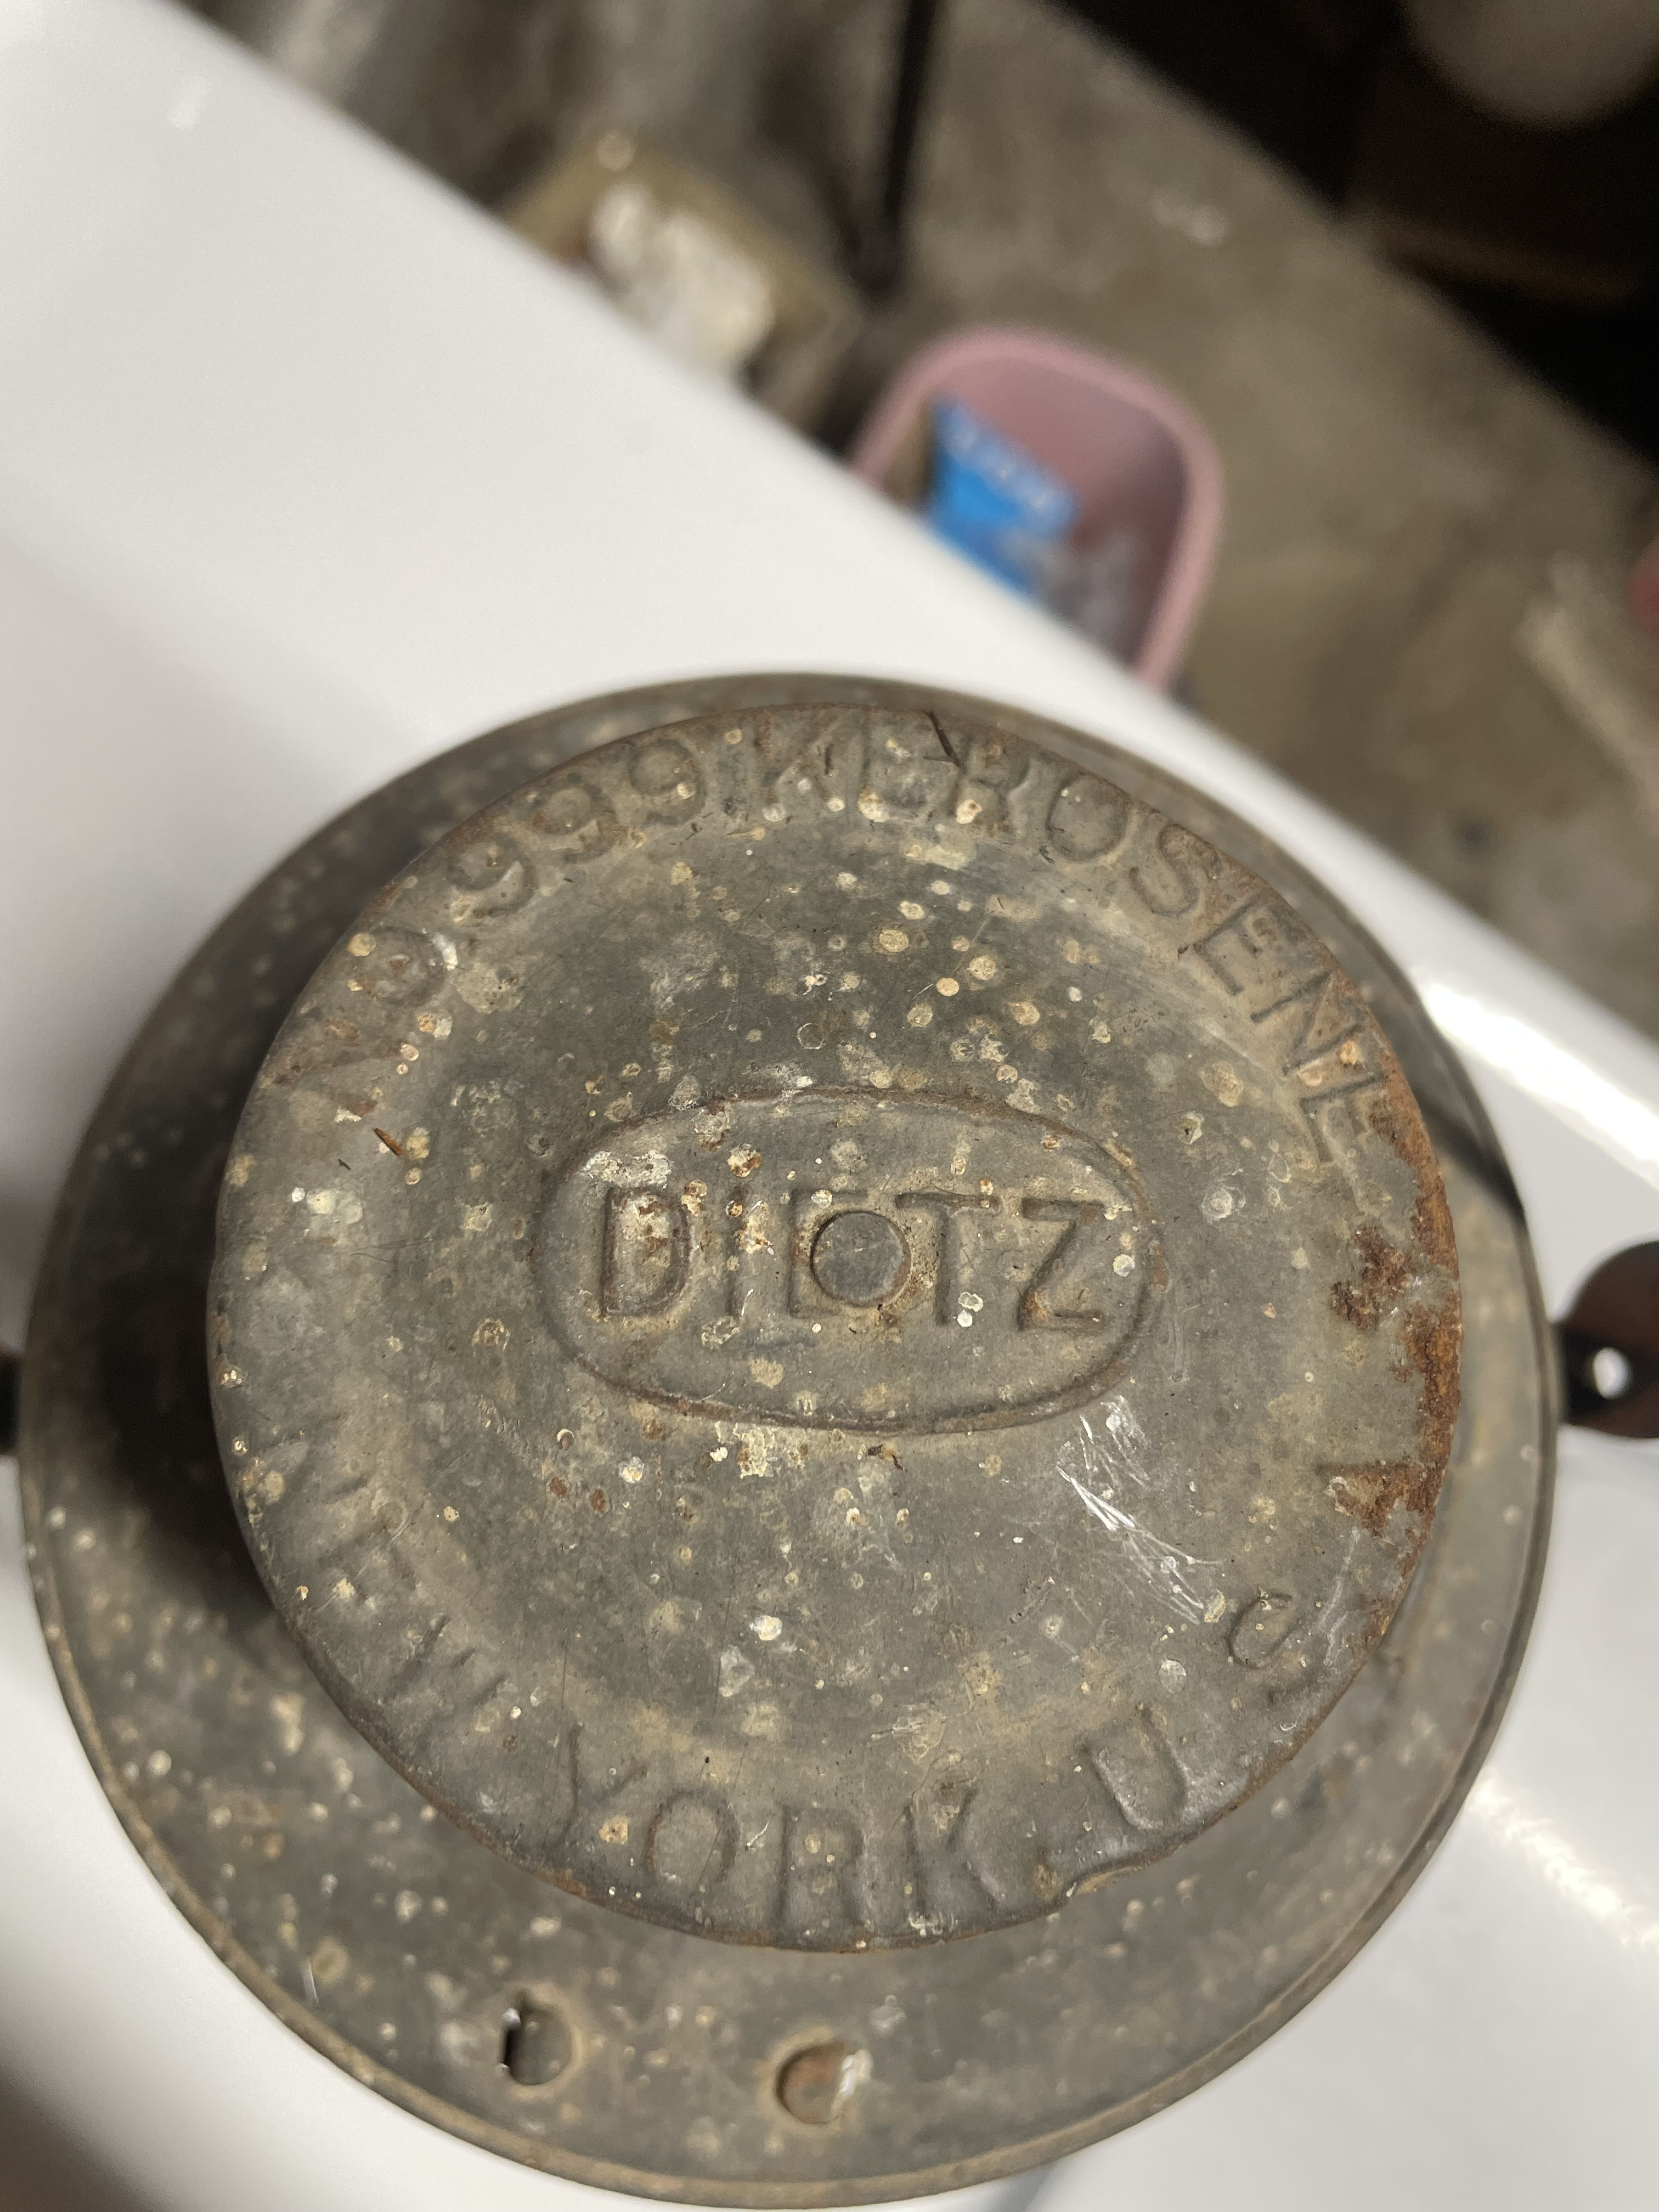 NO 999 KEROSENE
DIETZ
NEW YORK U.S.A.